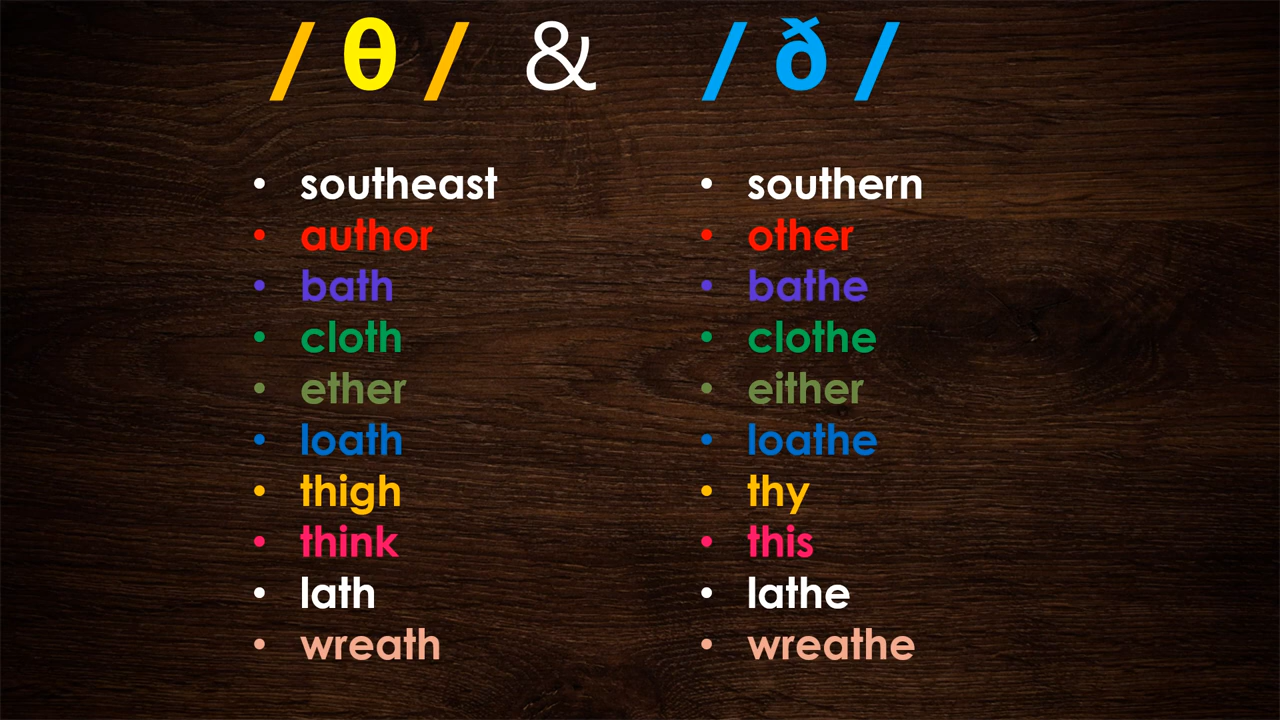 / θ / & / ð /
• southeast
• author
• bath
• cloth
• ether
• loath
• thigh
• think
• lath
• wreath
• southern
• other
• bathe
• clothe
• either
• loathe
• thy
• this
• lathe
• wreathe